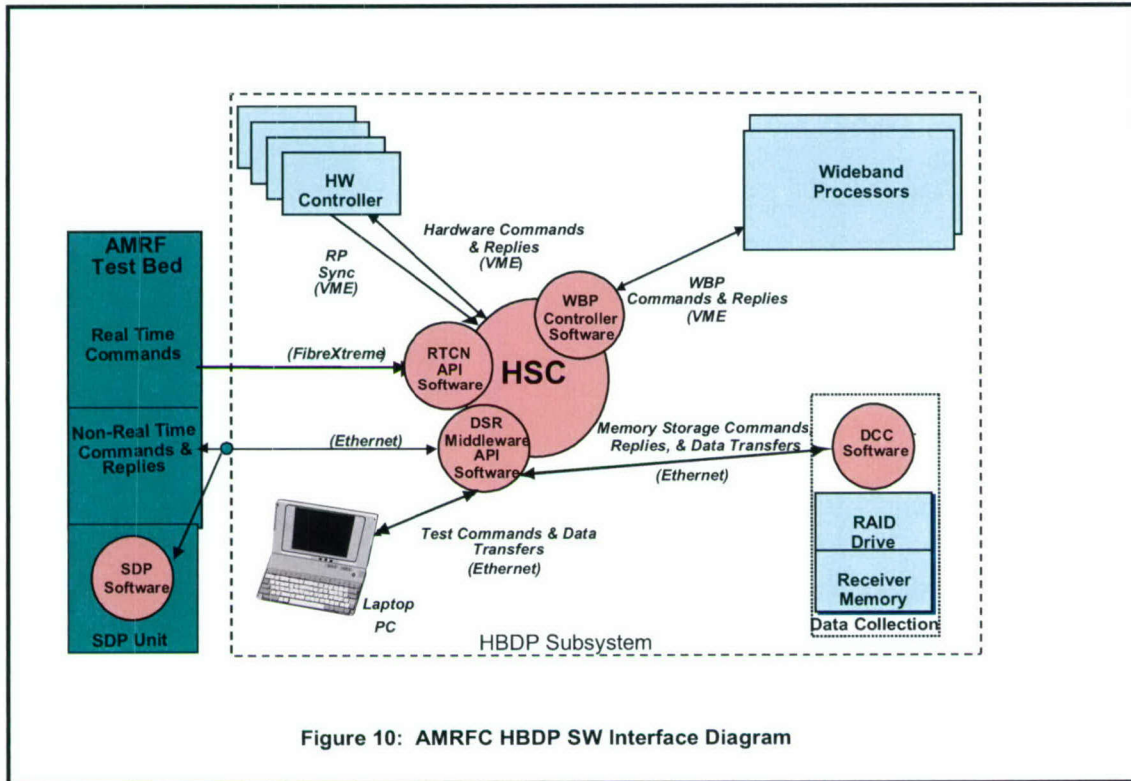 HW
Controller
Wideband
Processors
AMRF
Test Bed
Hardware Commands
& Replies
(VME)
RP
Sync
(VME)
WBP
Commands & Replies
(VME
WBP
Controller
Software
Real Time
Commands
(FibreXtreme)
RTCN
API
Software
HSC
Non-Real Time
Commands &
Replies
(Ethernet)
DSR
Middleware
API
Software
Memory Storage Commands,
Replies, & Data Transfers
(Ethernet)
DCC
Software
RAID
Drive
Receiver
Memory
Data Collection
Test Commands & Data
Transfers
(Ethernet)
SDP
Software
SDP Unit
Laptop
PC
HBDP Subsystem
Figure 10: AMRFC HBDP SW Interface Diagram